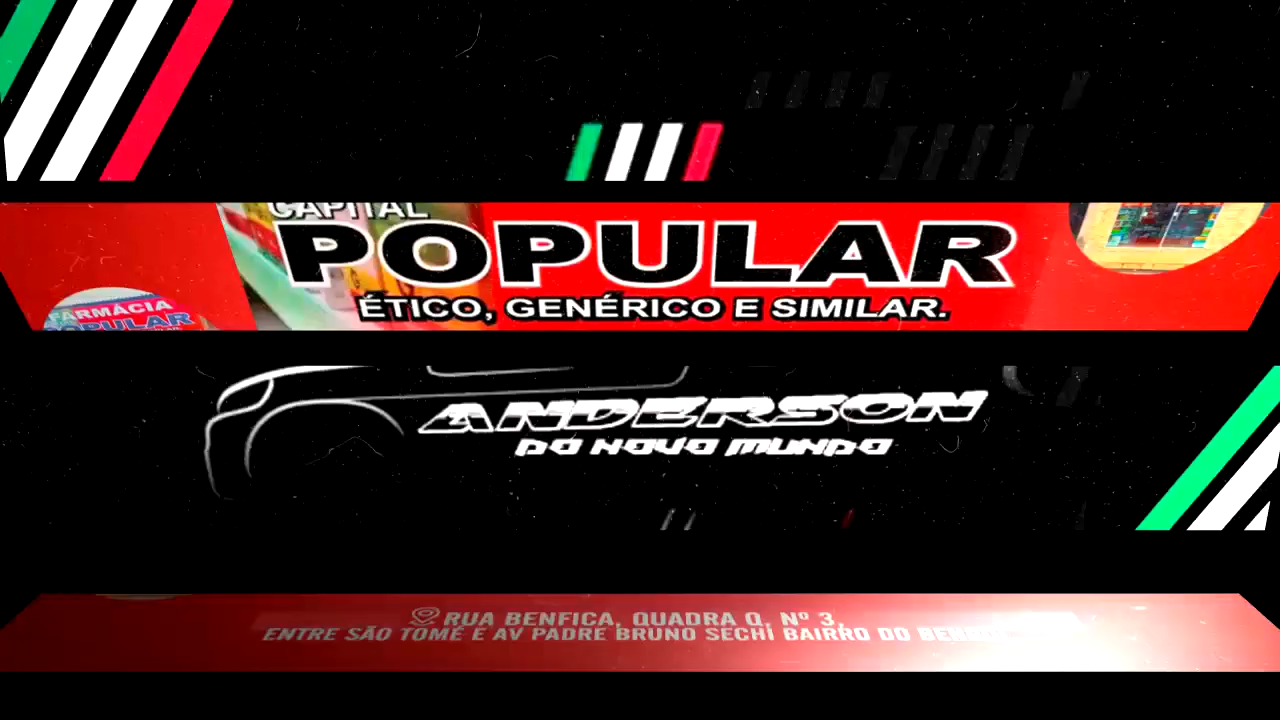 CAPITAL
POPULAR
ÉTICO, GENÉRICO E SIMILAR.
FARMÁCIA
POPULAR
ANDERSON
DO NOVO MUNDO
RUA BENFICA, QUADRA Q, Nº 3,
ENTRE SÃO TOMÉ E AV PADRE BRUNO SECHI BAIRRO DO